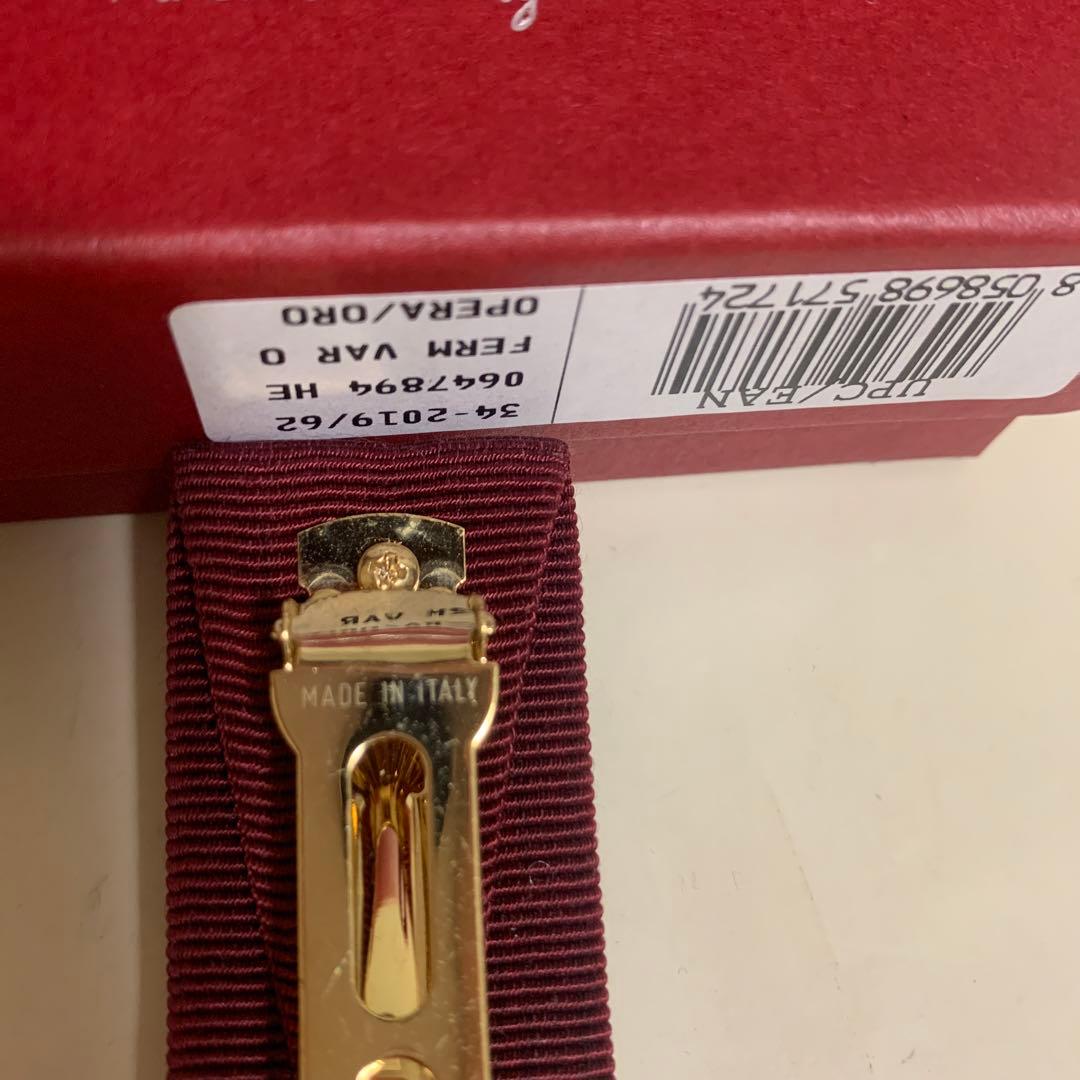 34-2019/62
0647894 HE
FERM VAR O
OPERA/ORO
UPC/EAN
8 058698 571724
MADE IN ITALY